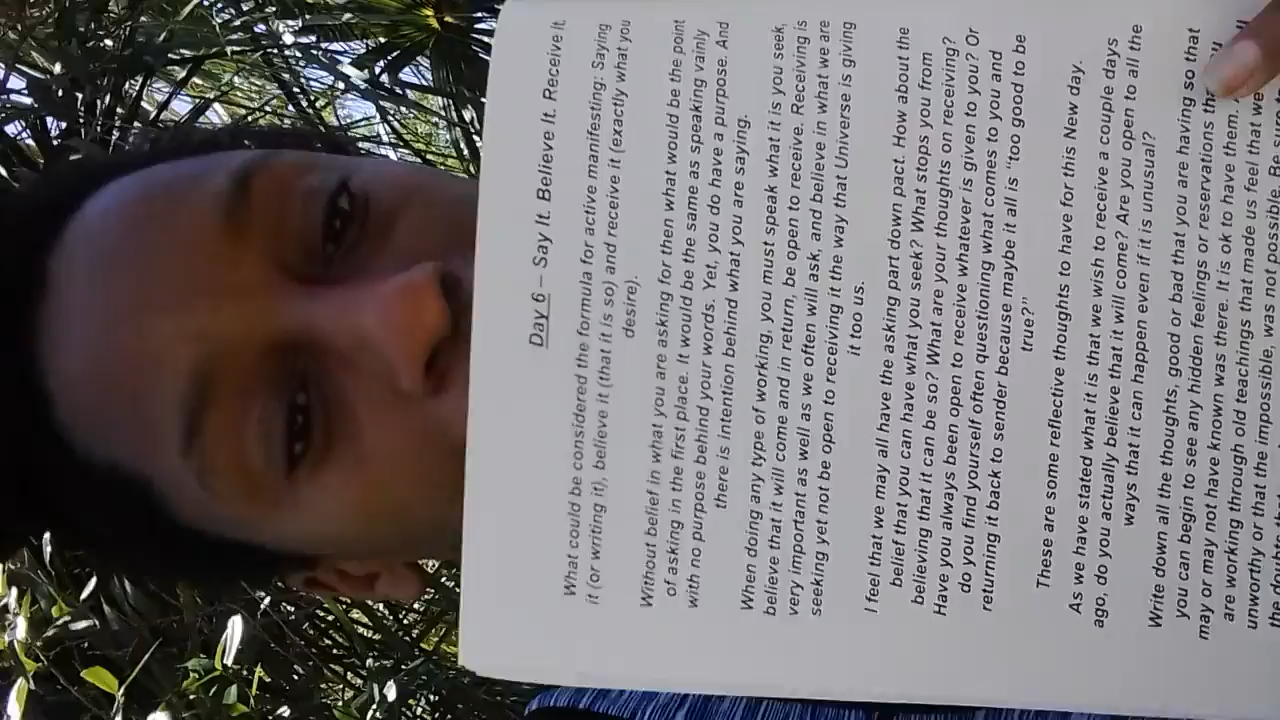 Day 6 – Say It. Believe It. Receive It.
What could be considered the formula for active manifesting: Saying
it (or writing it), believe it (that it is so) and receive it (exactly what you
desire).
Without belief in what you are asking for then what would be the point
of asking in the first place. It would be the same as speaking vainly
with no purpose behind your words. Yet, you do have a purpose. And
there is intention behind what you are saying.
When doing any type of working, you must speak what it is you seek,
believe that it will come and in return, be open to receive. Receiving is
very important as well as we often will ask, and believe in what we are
seeking yet not be open to receiving it the way that Universe is giving
it too us.
I feel that we may all have the asking part down pact. How about the
belief that you can have what you seek? What stops you from
believing that it can be so? What are your thoughts on receiving?
Have you always been open to receive whatever is given to you? Or
do you find yourself often questioning what comes to you and
returning it back to sender because maybe it all is "too good to be
true?"
These are some reflective thoughts to have for this New day.
As we have stated what it is that we wish to receive a couple days
ago, do you actually believe that it will come? Are you open to all the
ways that it can happen even if it is unusual?
Write down all the thoughts, good or bad that you are having so that
you can begin to see any hidden feelings or reservations
may or may not have known was there. It is ok to have them.
are working through old teachings that made us feel that we
unworthy or that the impossible, was not possible.